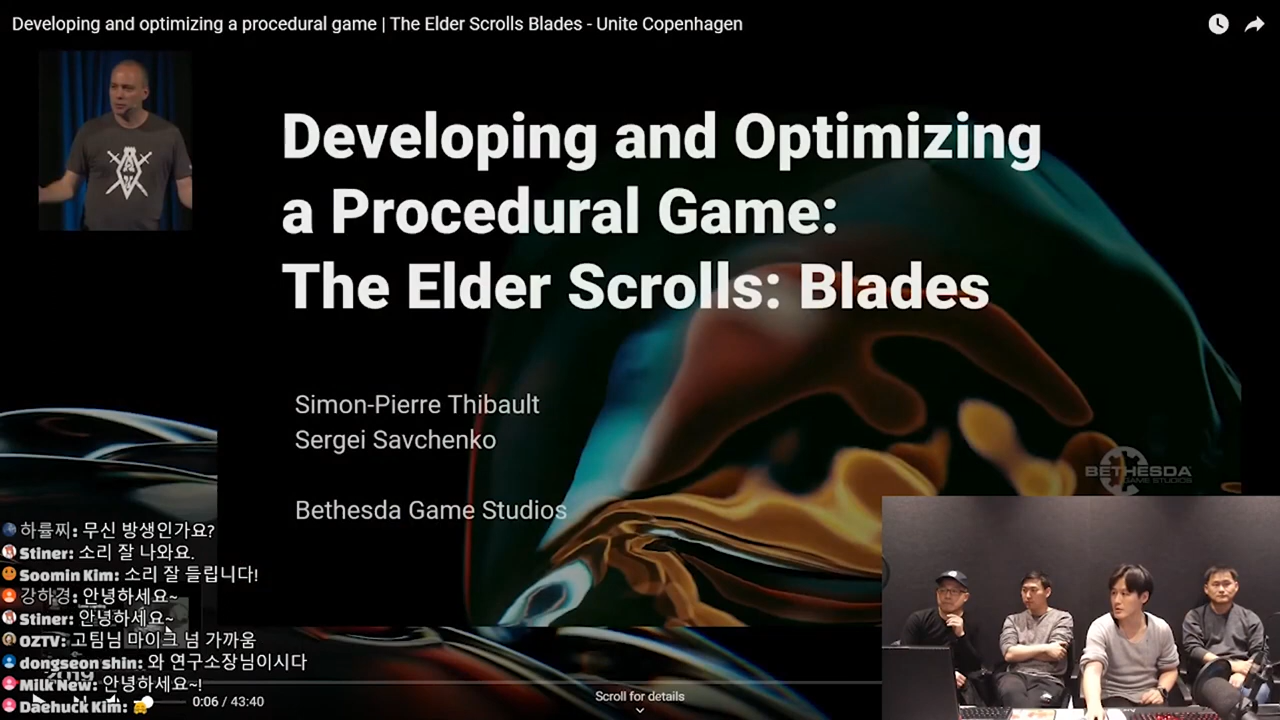 Developing and optimizing a procedural game | The Elder Scrolls Blades - Unite Copenhagen
Developing and Optimizing
a Procedural Game:
The Elder Scrolls: Blades
Simon-Pierre Thibault
Sergei Savchenko
Bethesda Game Studios
BETHESDA
GAME STUDIOS
하률찌: 무신 방생인가요?
Stiner: 소리 잘 나와요.
Soomin Kim: 소리 잘 들립니다!
강하경: 안녕하세요~
Stiner: 안녕하세요~
OZTV: 고팀님 마이크 넘 가까움
dongseon shin: 와 연구소장님이시다
MilkNew: 안녕하세요~!
Daehuck Kim:
0:06 / 43:40
Scroll for details